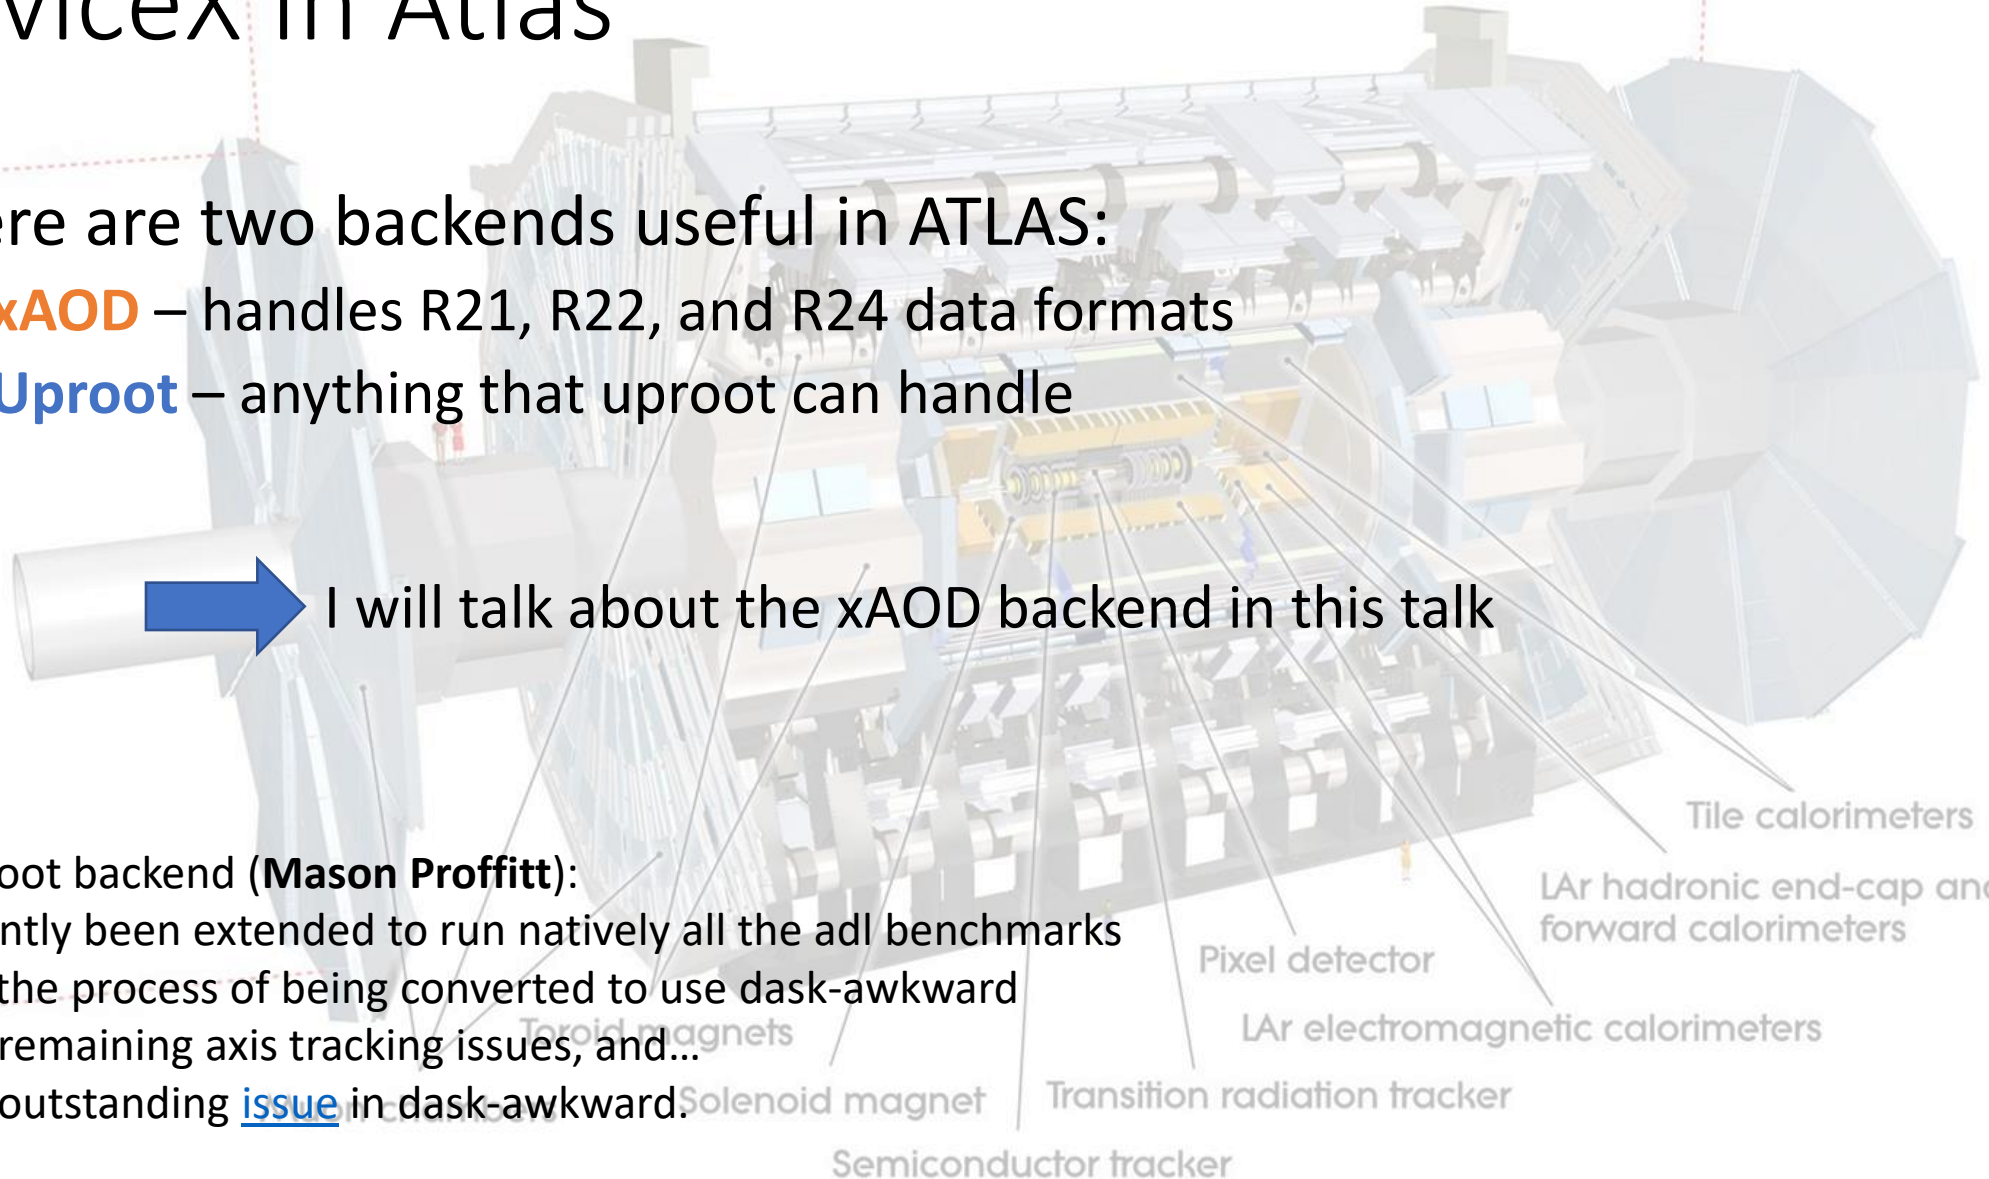 viceX in Atlas
ere are two backends useful in ATLAS:
xAOD – handles R21, R22, and R24 data formats
Uproot – anything that uproot can handle
I will talk about the xAOD backend in this talk
Tile calorimeters
oot backend (Mason Proffitt):
LAr hadronic end-cap and
ntly been extended to run natively all the adl benchmarks
forward calorimeters
Pixel detector
the process of being converted to use dask-awkward
LAr electromagnetic calorimeters
Toroid magnets
remaining axis tracking issues, and...
outstanding issue in dask-awkward.
Muon chambers
Solenoid magnet
Transition radiation tracker
Semiconductor tracker